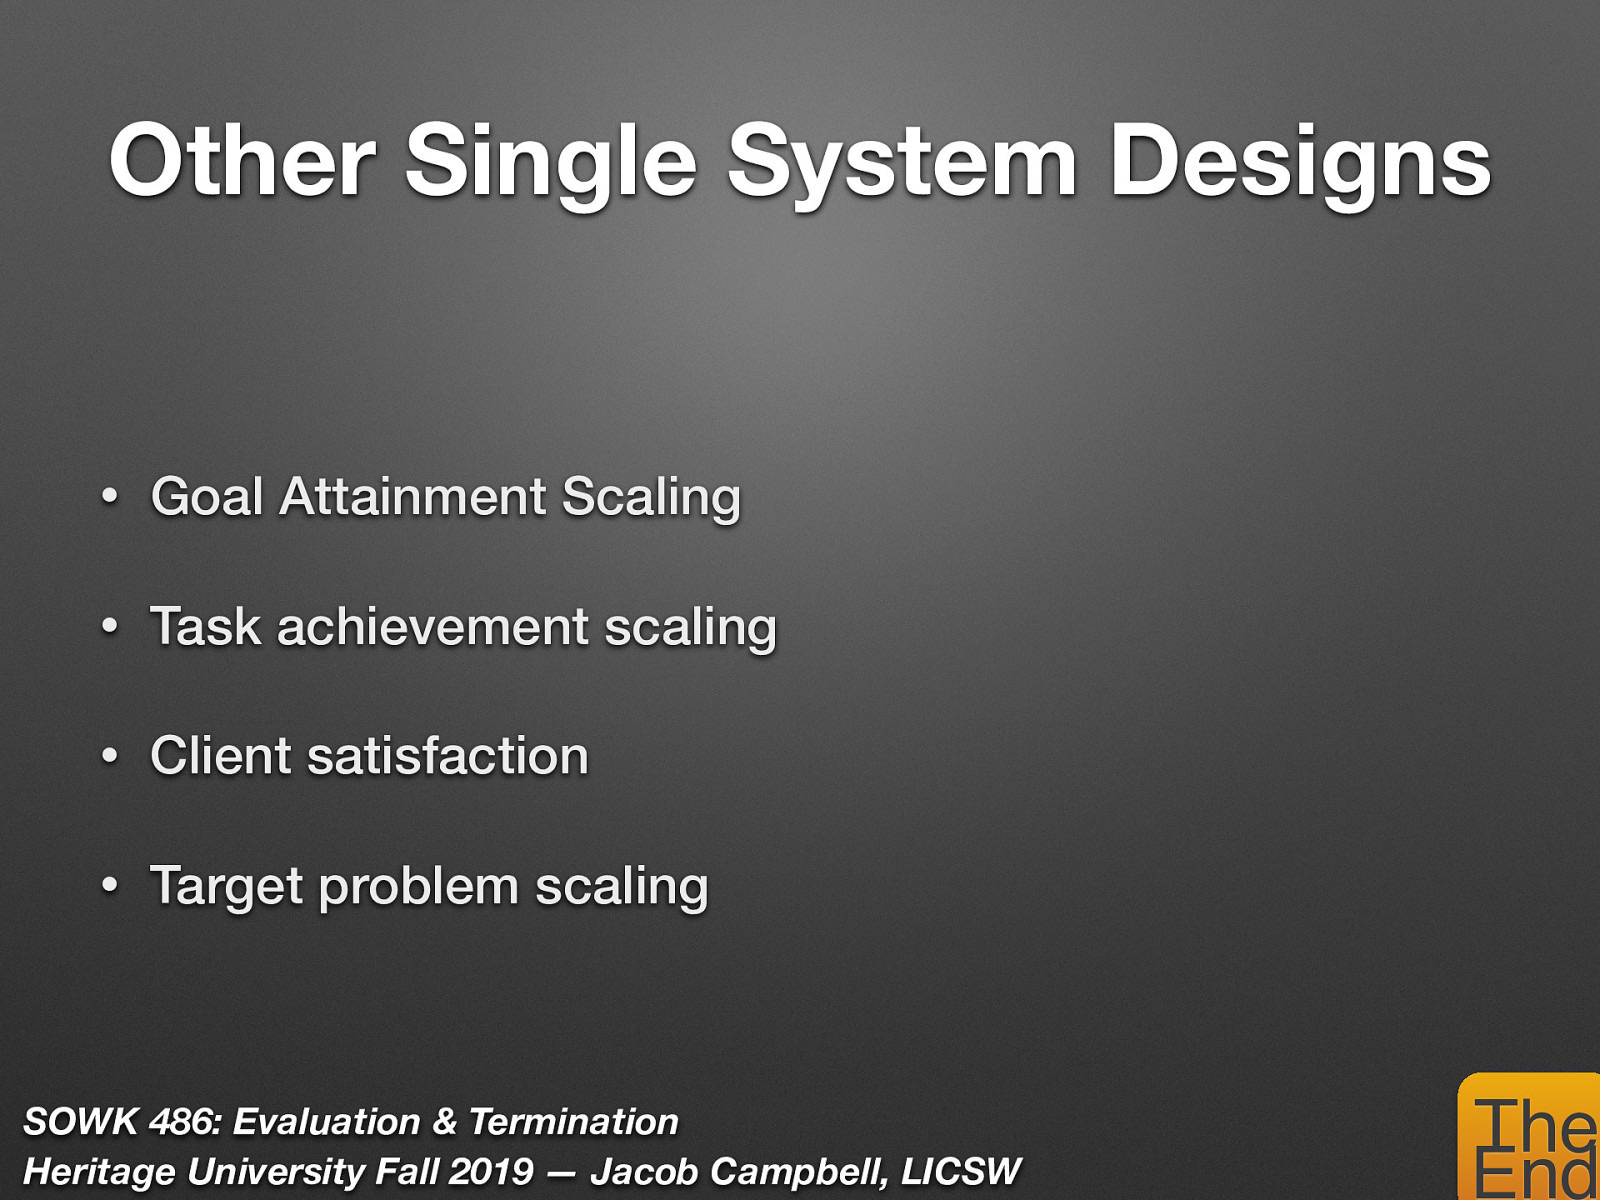 Other Single System Designs
• Goal Attainment Scaling
• Task achievement scaling
• Client satisfaction
• Target problem scaling
SOWK 486: Evaluation & Termination
Heritage University Fall 2019 — Jacob Campbell, LICSW
The
End